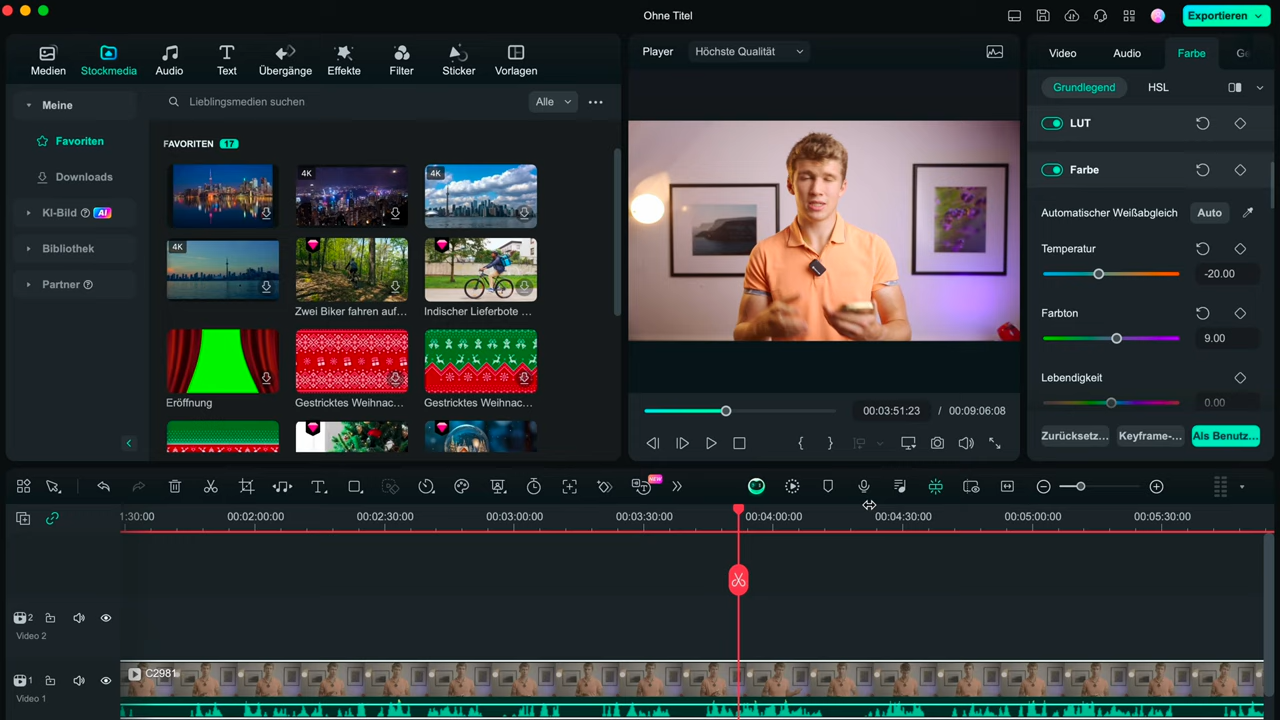 Ohne Titel
Exportieren
Medien
Stockmedia
Audio
Text
Übergänge
Effekte
Filter
Sticker
Vorlagen
Meine
Favoriten
Downloads
KI-Bild
AI
Bibliothek
Partner
Lieblingsmedien suchen
Alle
FAVORITEN 17
4K
4K
4K
Zwei Biker fahren auf...
Indischer Lieferbote ...
Eröffnung
Gestricktes Weihnac...
Gestricktes Weihnac...
Player
Höchste Qualität
00:03:51:23 / 00:09:06:08
Video
Audio
Farbe
Ge
Grundlegend
HSL
LUT
Farbe
Automatischer Weißabgleich
Auto
Temperatur
-20.00
Farbton
9.00
Lebendigkeit
0.00
Zurücksetz...
Keyframe-...
Als Benutz...
NEW
1:30:00
00:02:00:00
00:02:30:00
00:03:00:00
00:03:30:00
00:04:00:00
00:04:30:00
00:05:00:00
00:05:30:00
2
Video 2
1
Video 1
C2981